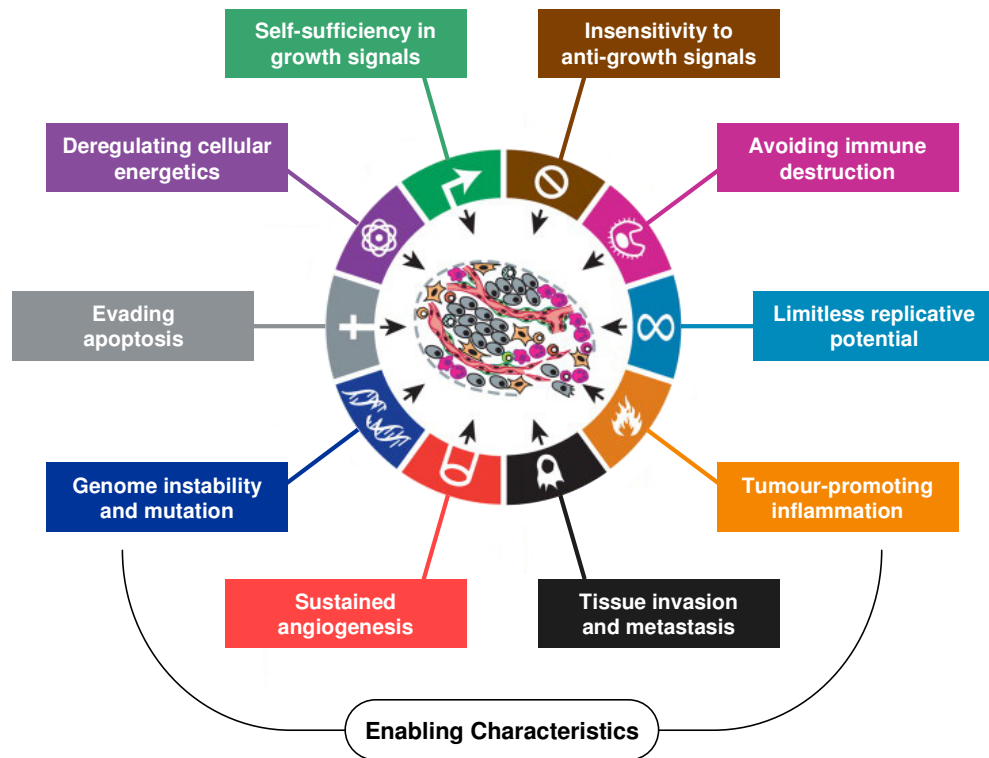 Self-sufficiency in
growth signals
Insensitivity to
anti-growth signals
Deregulating cellular
energetics
Avoiding immune
destruction
Evading
apoptosis
Limitless replicative
potential
Genome instability
and mutation
Tumour-promoting
inflammation
Sustained
angiogenesis
Tissue invasion
and metastasis
Enabling Characteristics